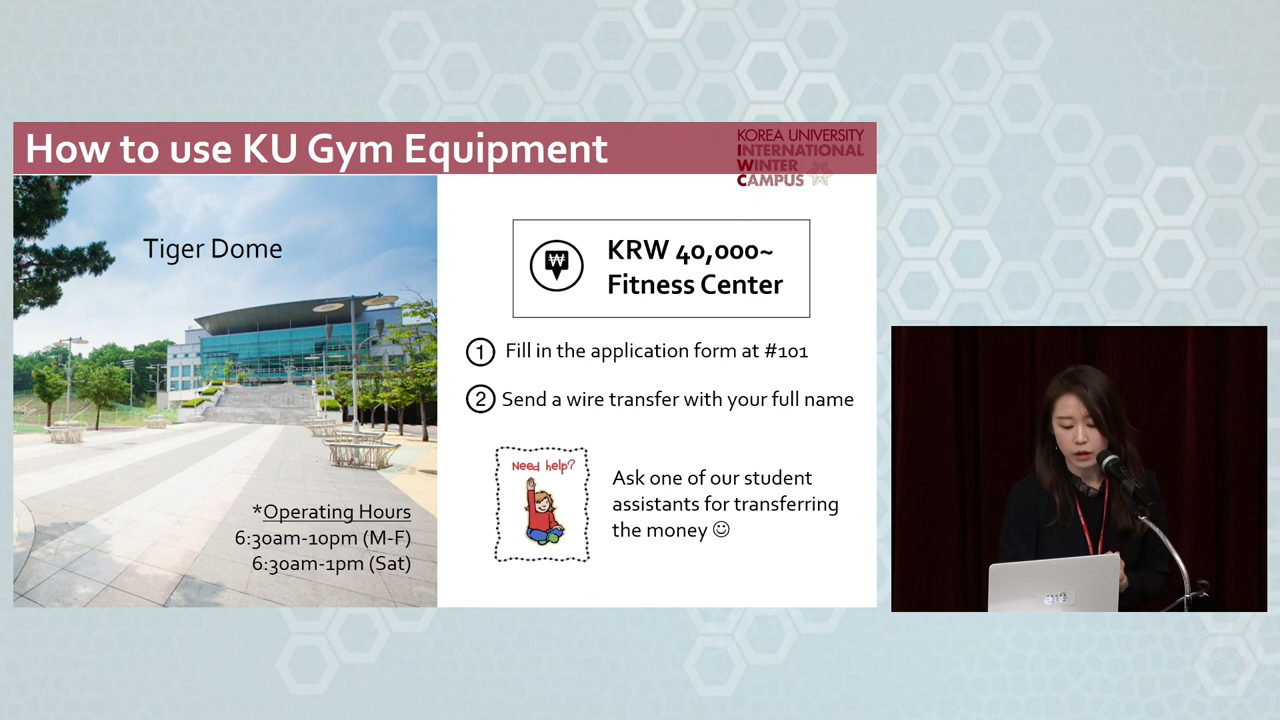 How to use KU Gym Equipment
KOREA UNIVERSITY
INTERNATIONAL
WINTER
CAMPUS
Tiger Dome
*Operating Hours
6:30am-10pm (M-F)
6:30am-1pm (Sat)
₩
KRW 40,000~
Fitness Center
1 Fill in the application form at #101
2 Send a wire transfer with your full name
Need help?
Ask one of our student
assistants for transferring
the money ☺